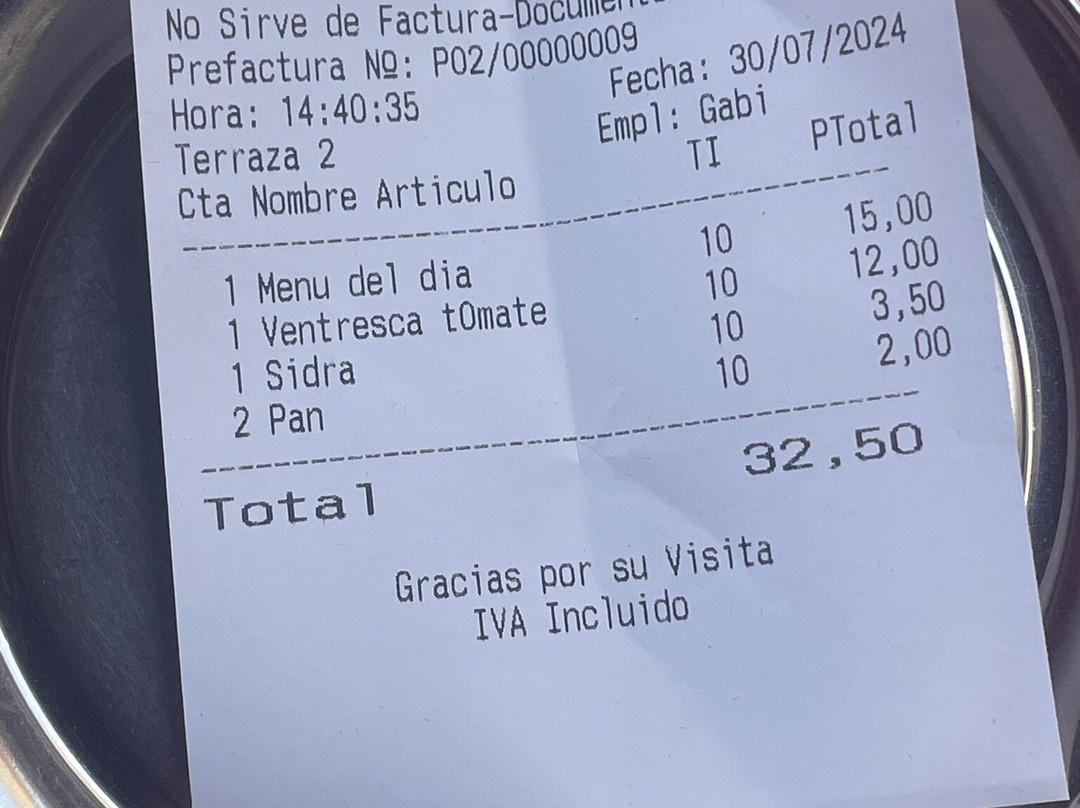 No Sirve de Factura-Document
Prefactura Nº: P02/00000009
Fecha: 30/07/2024
Hora: 14:40:35
Empl: Gabi
Terraza 2
Cta Nombre Articulo TI PTotal
1 Menu del dia 10 15,00
1 Ventresca tOmate 10 12,00
1 Sidra 10 3,50
2 Pan 10 2,00
Total 32,50
Gracias por su Visita
IVA Incluido